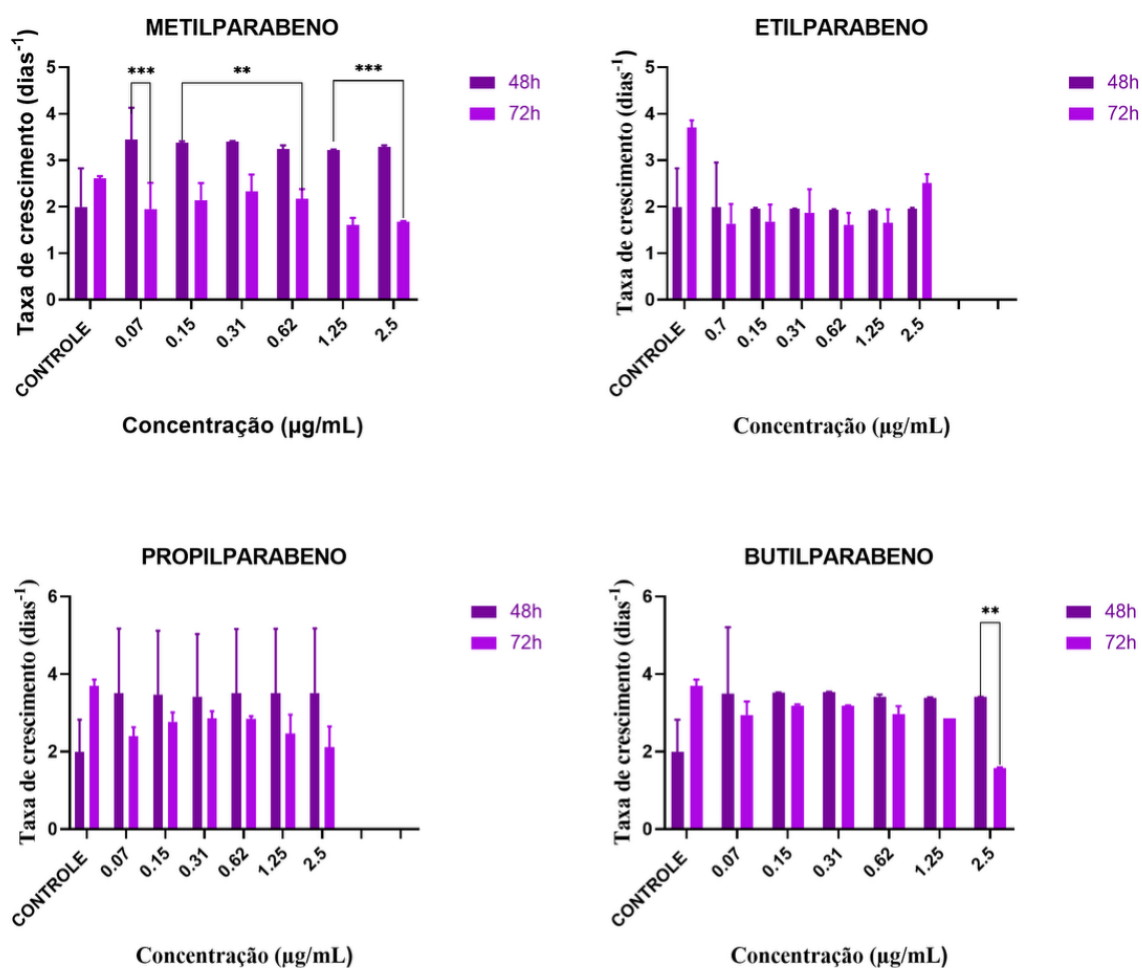 METILPARABENO
Taxa de crescimento (dias-1)
5
4
3
2
1
0
***
**
***
48h
72h
CONTROLE
0.07
0.15
0.31
0.62
1.25
2.5
Concentração (µg/mL)
ETILPARABENO
Taxa de crescimento (dias-1)
5
4
3
2
1
0
48h
72h
CONTROLE
0.7
0.15
0.31
0.62
1.25
2.5
Concentração (µg/mL)
PROPILPARABENO
Taxa de crescimento (dias-1)
6
4
2
0
48h
72h
CONTROLE
0.07
0.15
0.31
0.62
1.25
2.5
Concentração (µg/mL)
BUTILPARABENO
Taxa de crescimento (dias-1)
6
4
2
0
**
48h
72h
CONTROLE
0.07
0.15
0.31
0.62
1.25
2.5
Concentração (µg/mL)